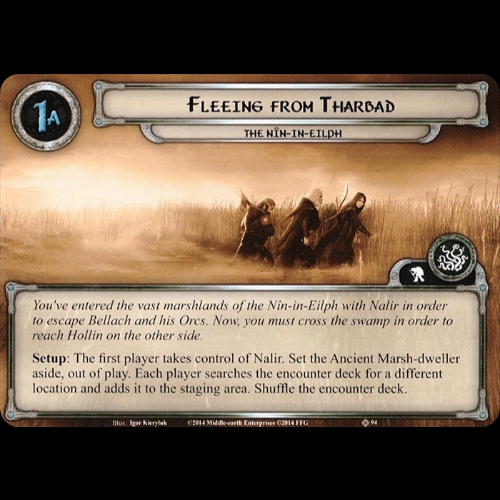 1A
FLEEING FROM THARBAD
THE NÎN-IN-EILPH
You've entered the vast marshlands of the Nîn-in-Eilph with Nalir in order
to escape Bellach and his Orcs. Now, you must cross the swamp in order to
reach Hollin on the other side.
Setup: The first player takes control of Nalir. Set the Ancient Marsh-dweller
aside, out of play. Each player searches the encounter deck for a different
location and adds it to the staging area. Shuffle the encounter deck.
Illus. Igor Kieryluk ©2014 Middle-earth Enterprises ©2014 FFG 94